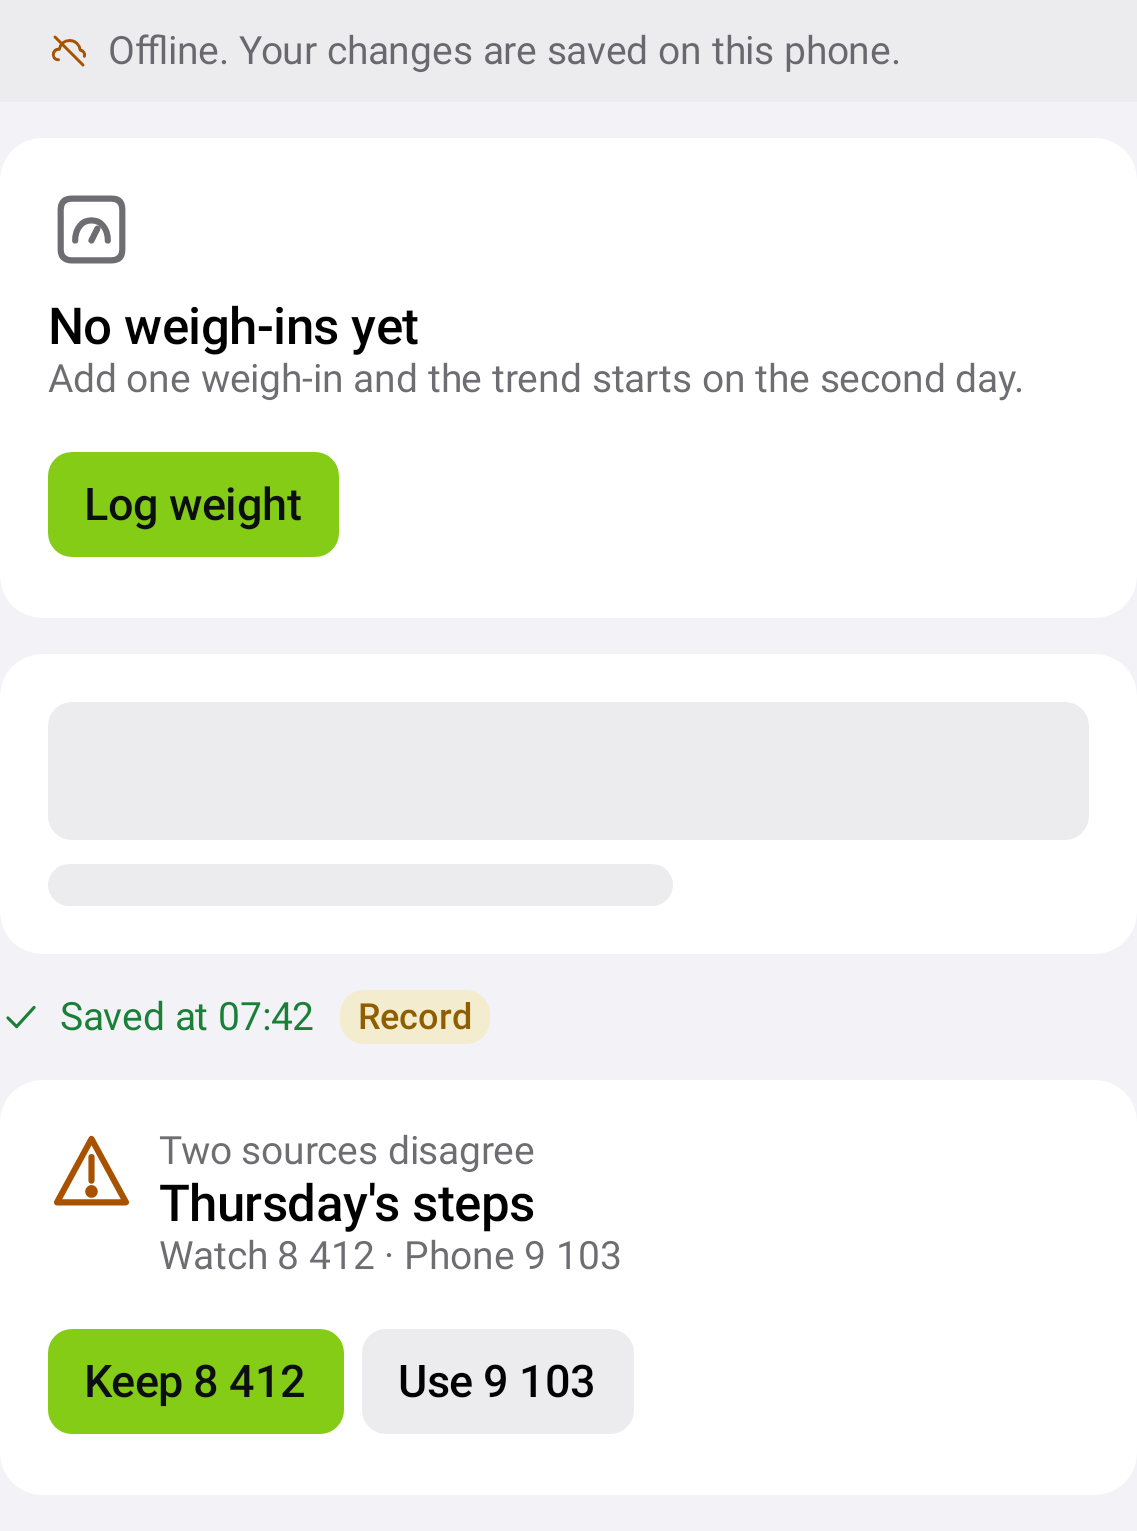 Offline. Your changes are saved on this phone.
No weigh-ins yet
Add one weigh-in and the trend starts on the second day.
Log weight
Saved at 07:42
Record
Two sources disagree
Thursday's steps
Watch 8 412 · Phone 9 103
Keep 8 412
Use 9 103